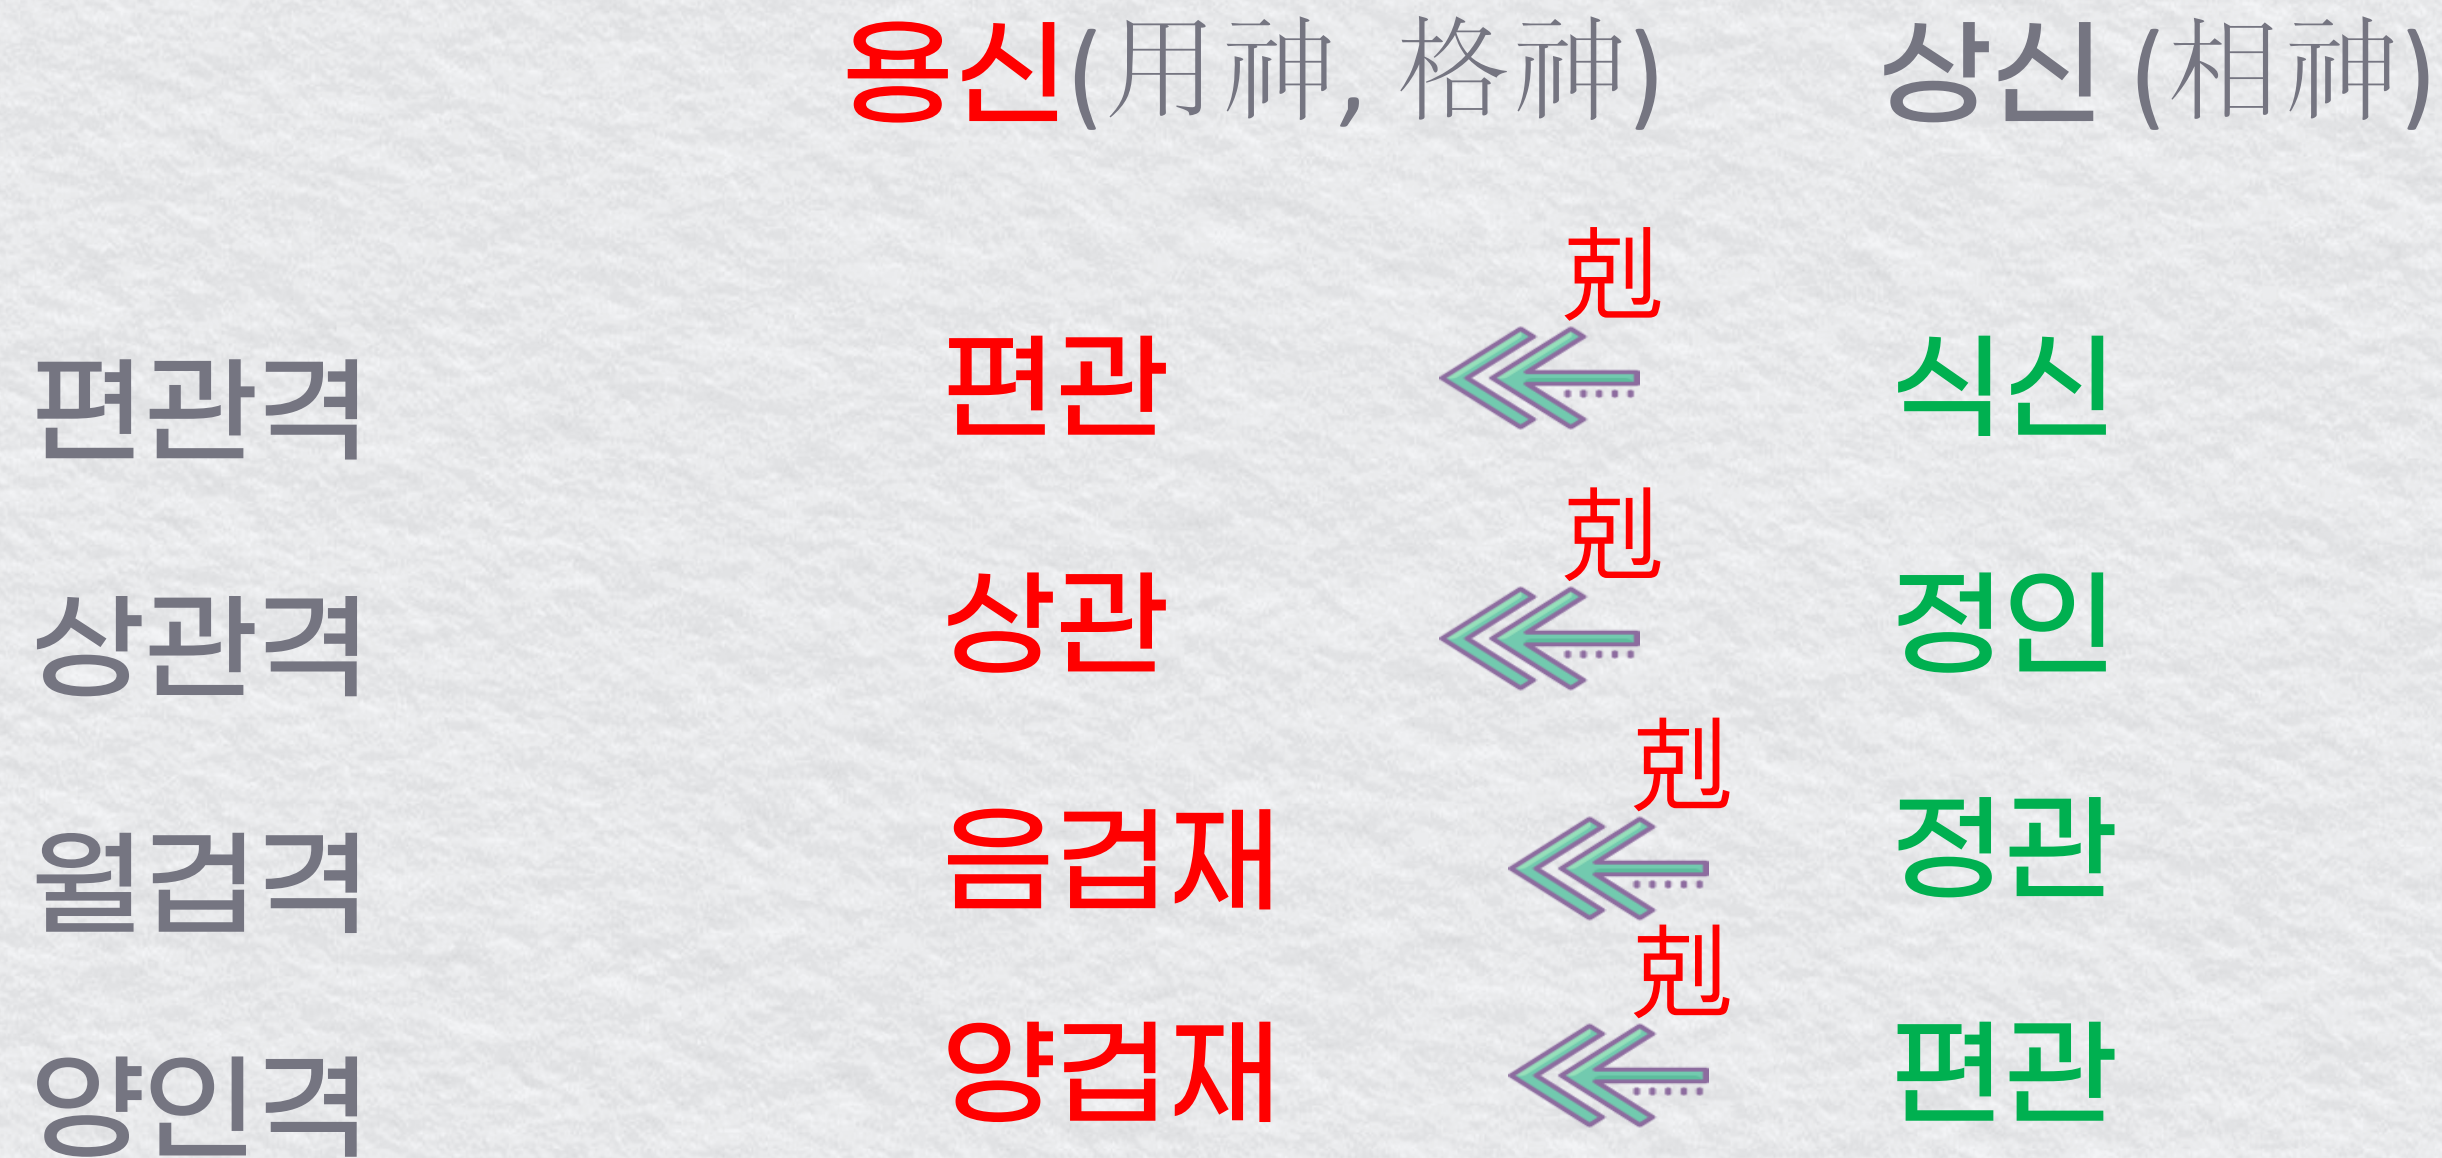 용신(用神, 格神) 상신 (相神)
剋
편관격 편관 식신
剋
상관격 상관 정인
剋
월겁격 음겁재 정관
剋
양인격 양겁재 편관